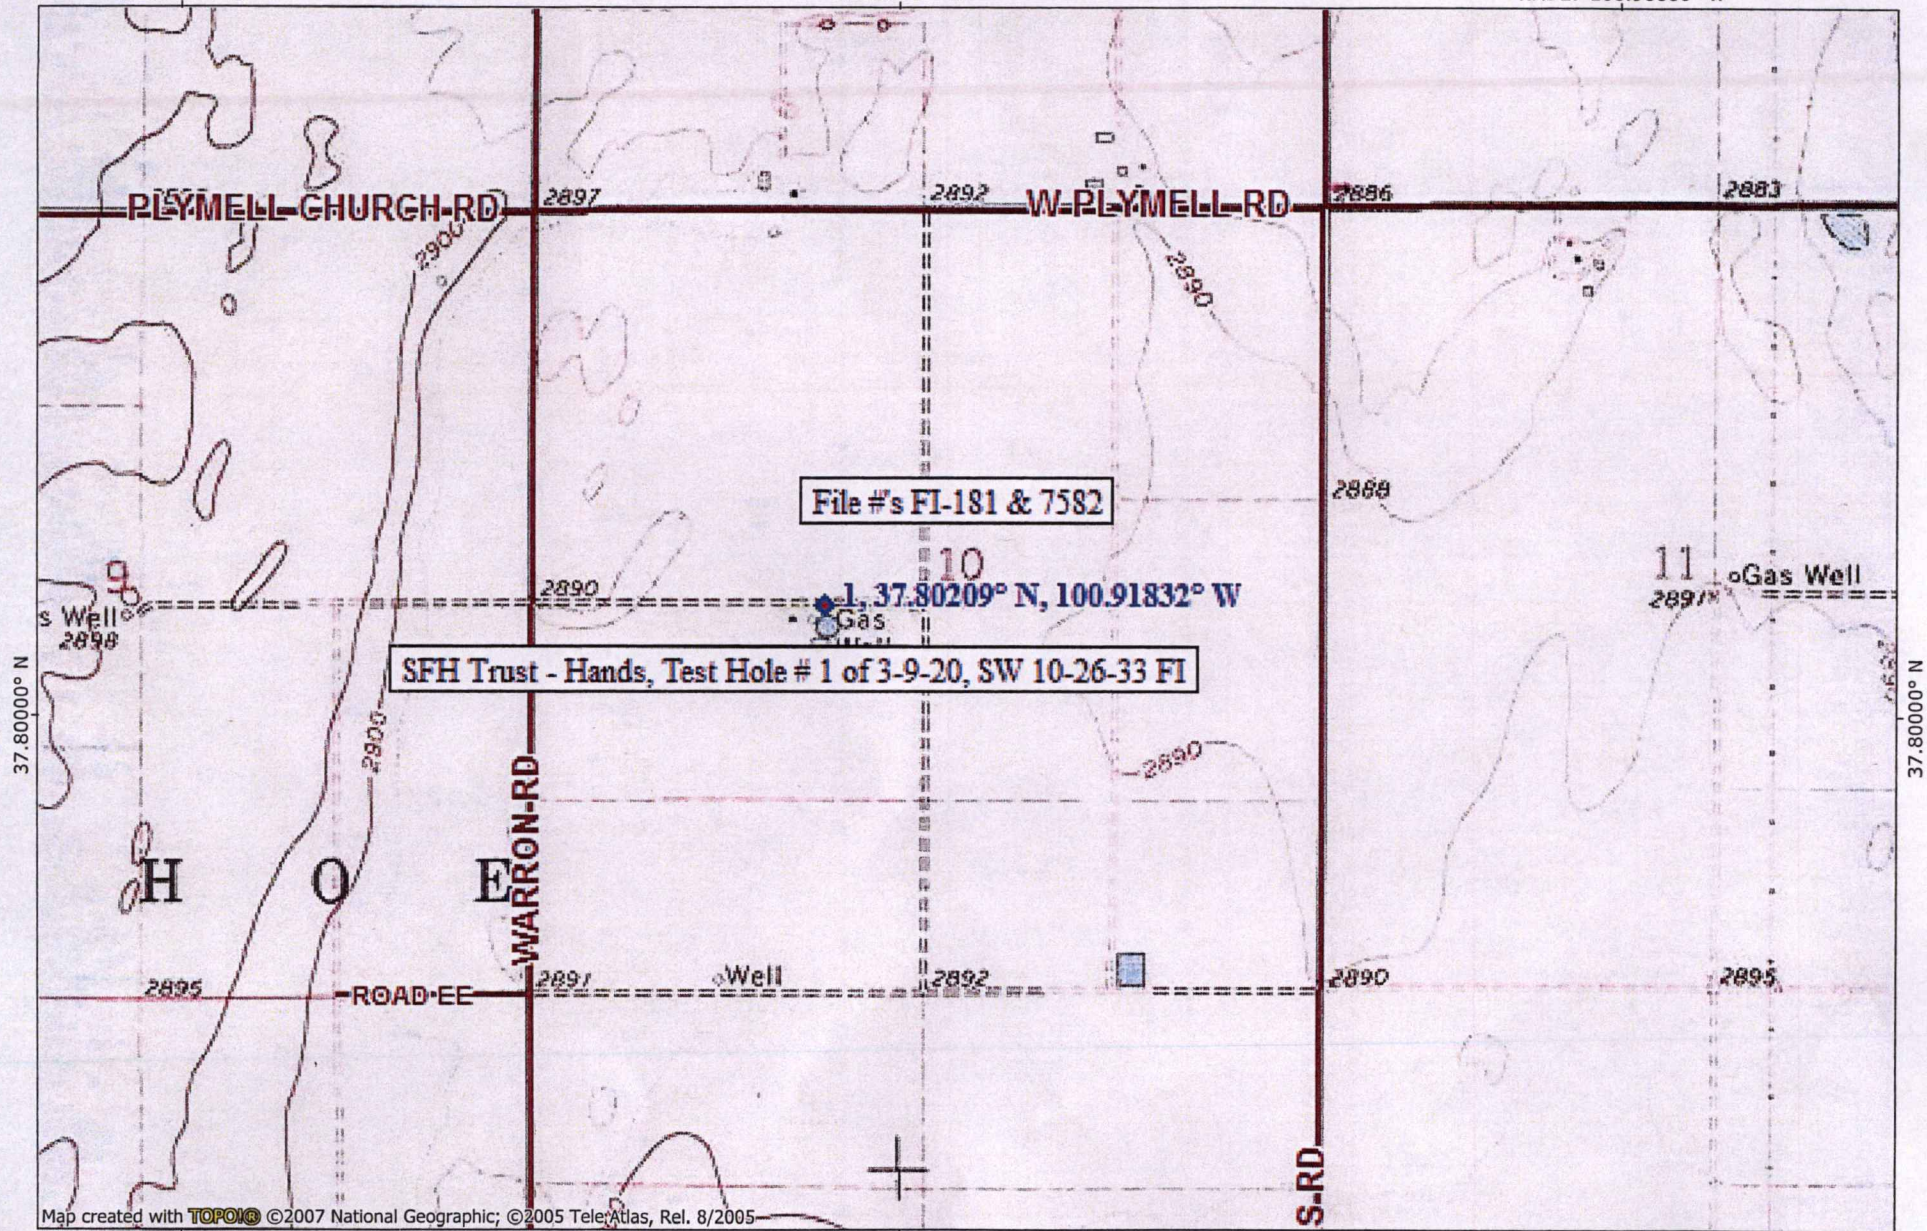 PLYMELL CHURCH RD
2897
2892
W PLYMELL RD
2886
2883
2900
2890
File #'s FI-181 & 7582
2888
9
10
11
Gas Well
2890
1, 37.80209° N, 100.91832° W
2891
s Well
2898
Gas
SFH Trust - Hands, Test Hole # 1 of 3-9-20, SW 10-26-33 FI
37.80000° N
37.80000° N
2900
2890
WARRON RD
H O E
2895
ROAD EE
2891
Well
2892
2890
2895
S RD
Map created with TOPO!® ©2007 National Geographic; ©2005 Tele Atlas, Rel. 8/2005